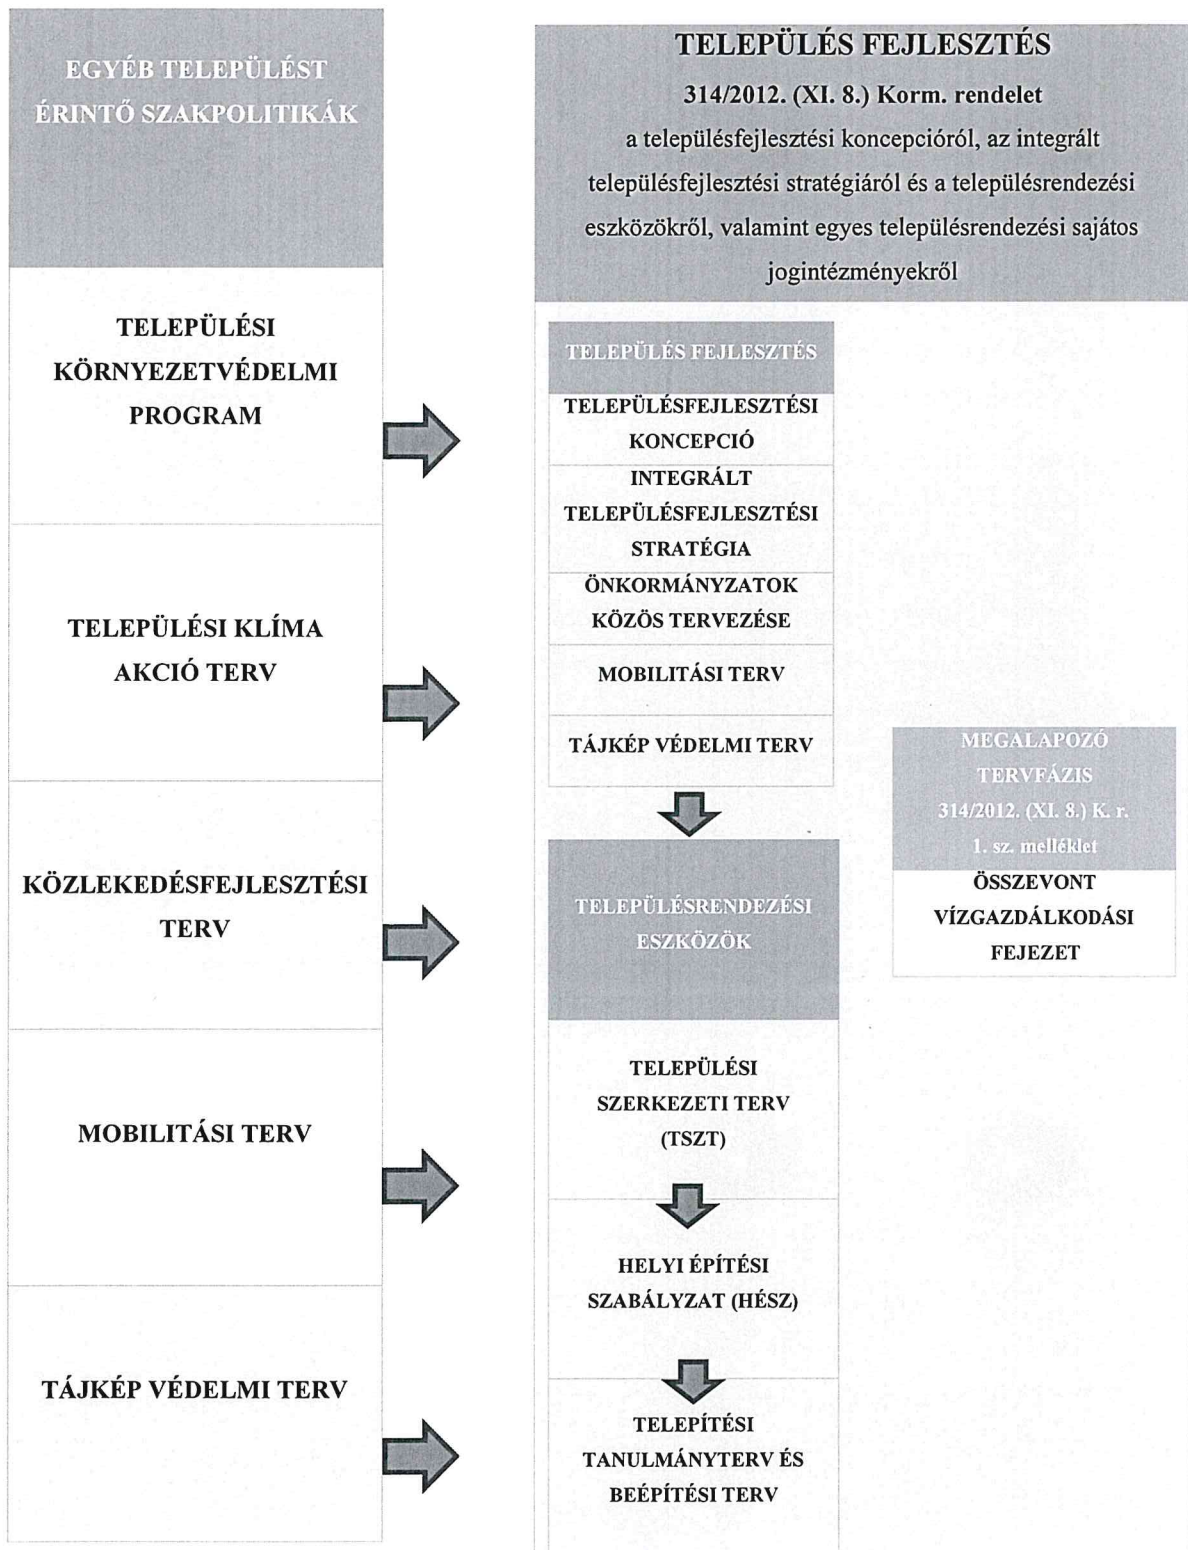 EGYÉB TELEPÜLÉST
ÉRINTŐ SZAKPOLITIKÁK
TELEPÜLÉSI
KÖRNYEZETVÉDELMI
PROGRAM
TELEPÜLÉSI KLÍMA
AKCIÓ TERV
KÖZLEKEDÉSFEJLESZTÉSI
TERV
MOBILITÁSI TERV
TÁJKÉP VÉDELMI TERV
TELEPÜLÉS FEJLESZTÉS
314/2012. (XI. 8.) Korm. rendelet
a településfejlesztési koncepcióról, az integrált
településfejlesztési stratégiáról és a településrendezési
eszközökről, valamint egyes településrendezési sajátos
jogintézményekről
TELEPÜLÉS FEJLESZTÉS
TELEPÜLÉSFEJLESZTÉSI
KONCEPCIÓ
INTEGRÁLT
TELEPÜLÉSFEJLESZTÉSI
STRATÉGIA
ÖNKORMÁNYZATOK
KÖZÖS TERVEZÉSE
MOBILITÁSI TERV
TÁJKÉP VÉDELMI TERV
TELEPÜLÉSRENDEZÉSI
ESZKÖZÖK
TELEPÜLÉSI
SZERKEZETI TERV
(TSZT)
HELYI ÉPÍTÉSI
SZABÁLYZAT (HÉSZ)
TELEPÍTÉSI
TANULMÁNYTERV ÉS
BEÉPÍTÉSI TERV
MEGALAPOZÓ
TERVFÁZIS
314/2012. (XI. 8.) K. r.
1. sz. melléklet
ÖSSZEVONT
VÍZGAZDÁLKODÁSI
FEJEZET